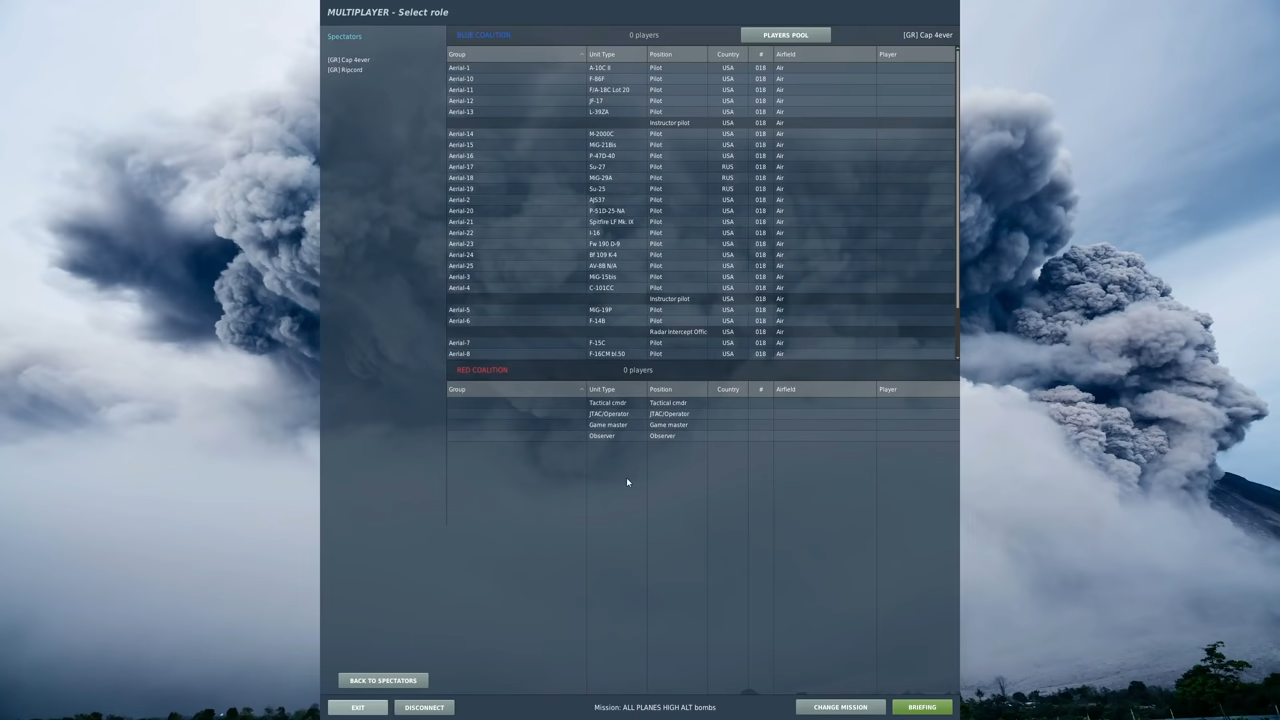 MULTIPLAYER - Select role
Spectators
[GR] Cap 4ever
[GR] Ripcord
BLUE COALITION 0 players PLAYERS POOL [GR] Cap 4ever
Group Unit Type Position Country # Airfield Player
Aerial-1 A-10C II Pilot USA 018 Air
Aerial-10 F-86F Pilot USA 018 Air
Aerial-11 F/A-18C Lot 20 Pilot USA 018 Air
Aerial-12 JF-17 Pilot USA 018 Air
Aerial-13 L-39ZA Pilot USA 018 Air
Instructor pilot USA 018 Air
Aerial-14 M-2000C Pilot USA 018 Air
Aerial-15 MiG-21Bis Pilot USA 018 Air
Aerial-16 P-47D-40 Pilot USA 018 Air
Aerial-17 Su-27 Pilot RUS 018 Air
Aerial-18 MiG-29A Pilot RUS 018 Air
Aerial-19 Su-25 Pilot RUS 018 Air
Aerial-2 AJS37 Pilot USA 018 Air
Aerial-20 P-51D-25-NA Pilot USA 018 Air
Aerial-21 Spitfire LF Mk. IX Pilot USA 018 Air
Aerial-22 I-16 Pilot USA 018 Air
Aerial-23 Fw 190 D-9 Pilot USA 018 Air
Aerial-24 Bf 109 K-4 Pilot USA 018 Air
Aerial-25 AV-8B N/A Pilot USA 018 Air
Aerial-3 MiG-15bis Pilot USA 018 Air
Aerial-4 C-101CC Pilot USA 018 Air
Instructor pilot USA 018 Air
Aerial-5 MiG-19P Pilot USA 018 Air
Aerial-6 F-14B Pilot USA 018 Air
Radar Intercept Offic USA 018 Air
Aerial-7 F-15C Pilot USA 018 Air
Aerial-8 F-16CM bl.50 Pilot USA 018 Air
RED COALITION 0 players
Group Unit Type Position Country # Airfield Player
Tactical cmdr Tactical cmdr
JTAC/Operator JTAC/Operator
Game master Game master
Observer Observer
BACK TO SPECTATORS
EXIT DISCONNECT Mission: ALL PLANES HIGH ALT bombs CHANGE MISSION BRIEFING